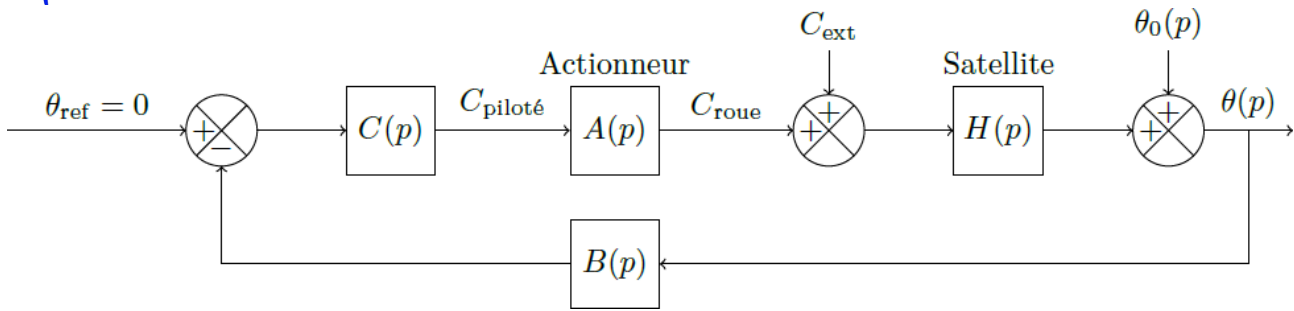 C_ext
θ_0(p)
Actionneur
Satellite
θ_ref = 0
C_piloté
C_roue
θ(p)
+
−
C(p)
A(p)
+
+
H(p)
+
+
B(p)